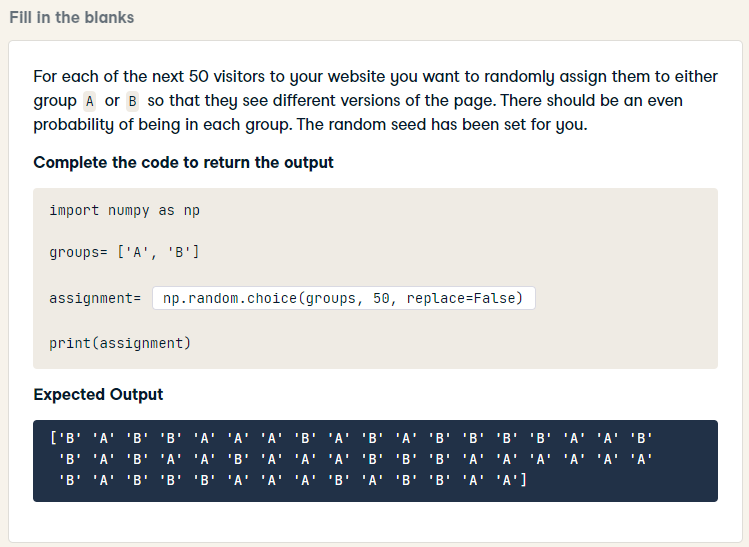 Fill in the blanks
For each of the next 50 visitors to your website you want to randomly assign them to either
group A or B so that they see different versions of the page. There should be an even
probability of being in each group. The random seed has been set for you.
Complete the code to return the output
import numpy as np
groups= ['A', 'B']
assignment= np.random.choice(groups, 50, replace=False)
print(assignment)
Expected Output
['B' 'A' 'B' 'B' 'A' 'A' 'A' 'B' 'A' 'B' 'A' 'B' 'B' 'B' 'B' 'A' 'A' 'B'
'B' 'A' 'B' 'A' 'A' 'B' 'A' 'A' 'A' 'B' 'B' 'B' 'A' 'A' 'A' 'A' 'A' 'A'
'B' 'A' 'B' 'B' 'B' 'A' 'A' 'A' 'B' 'A' 'B' 'B' 'A' 'A']